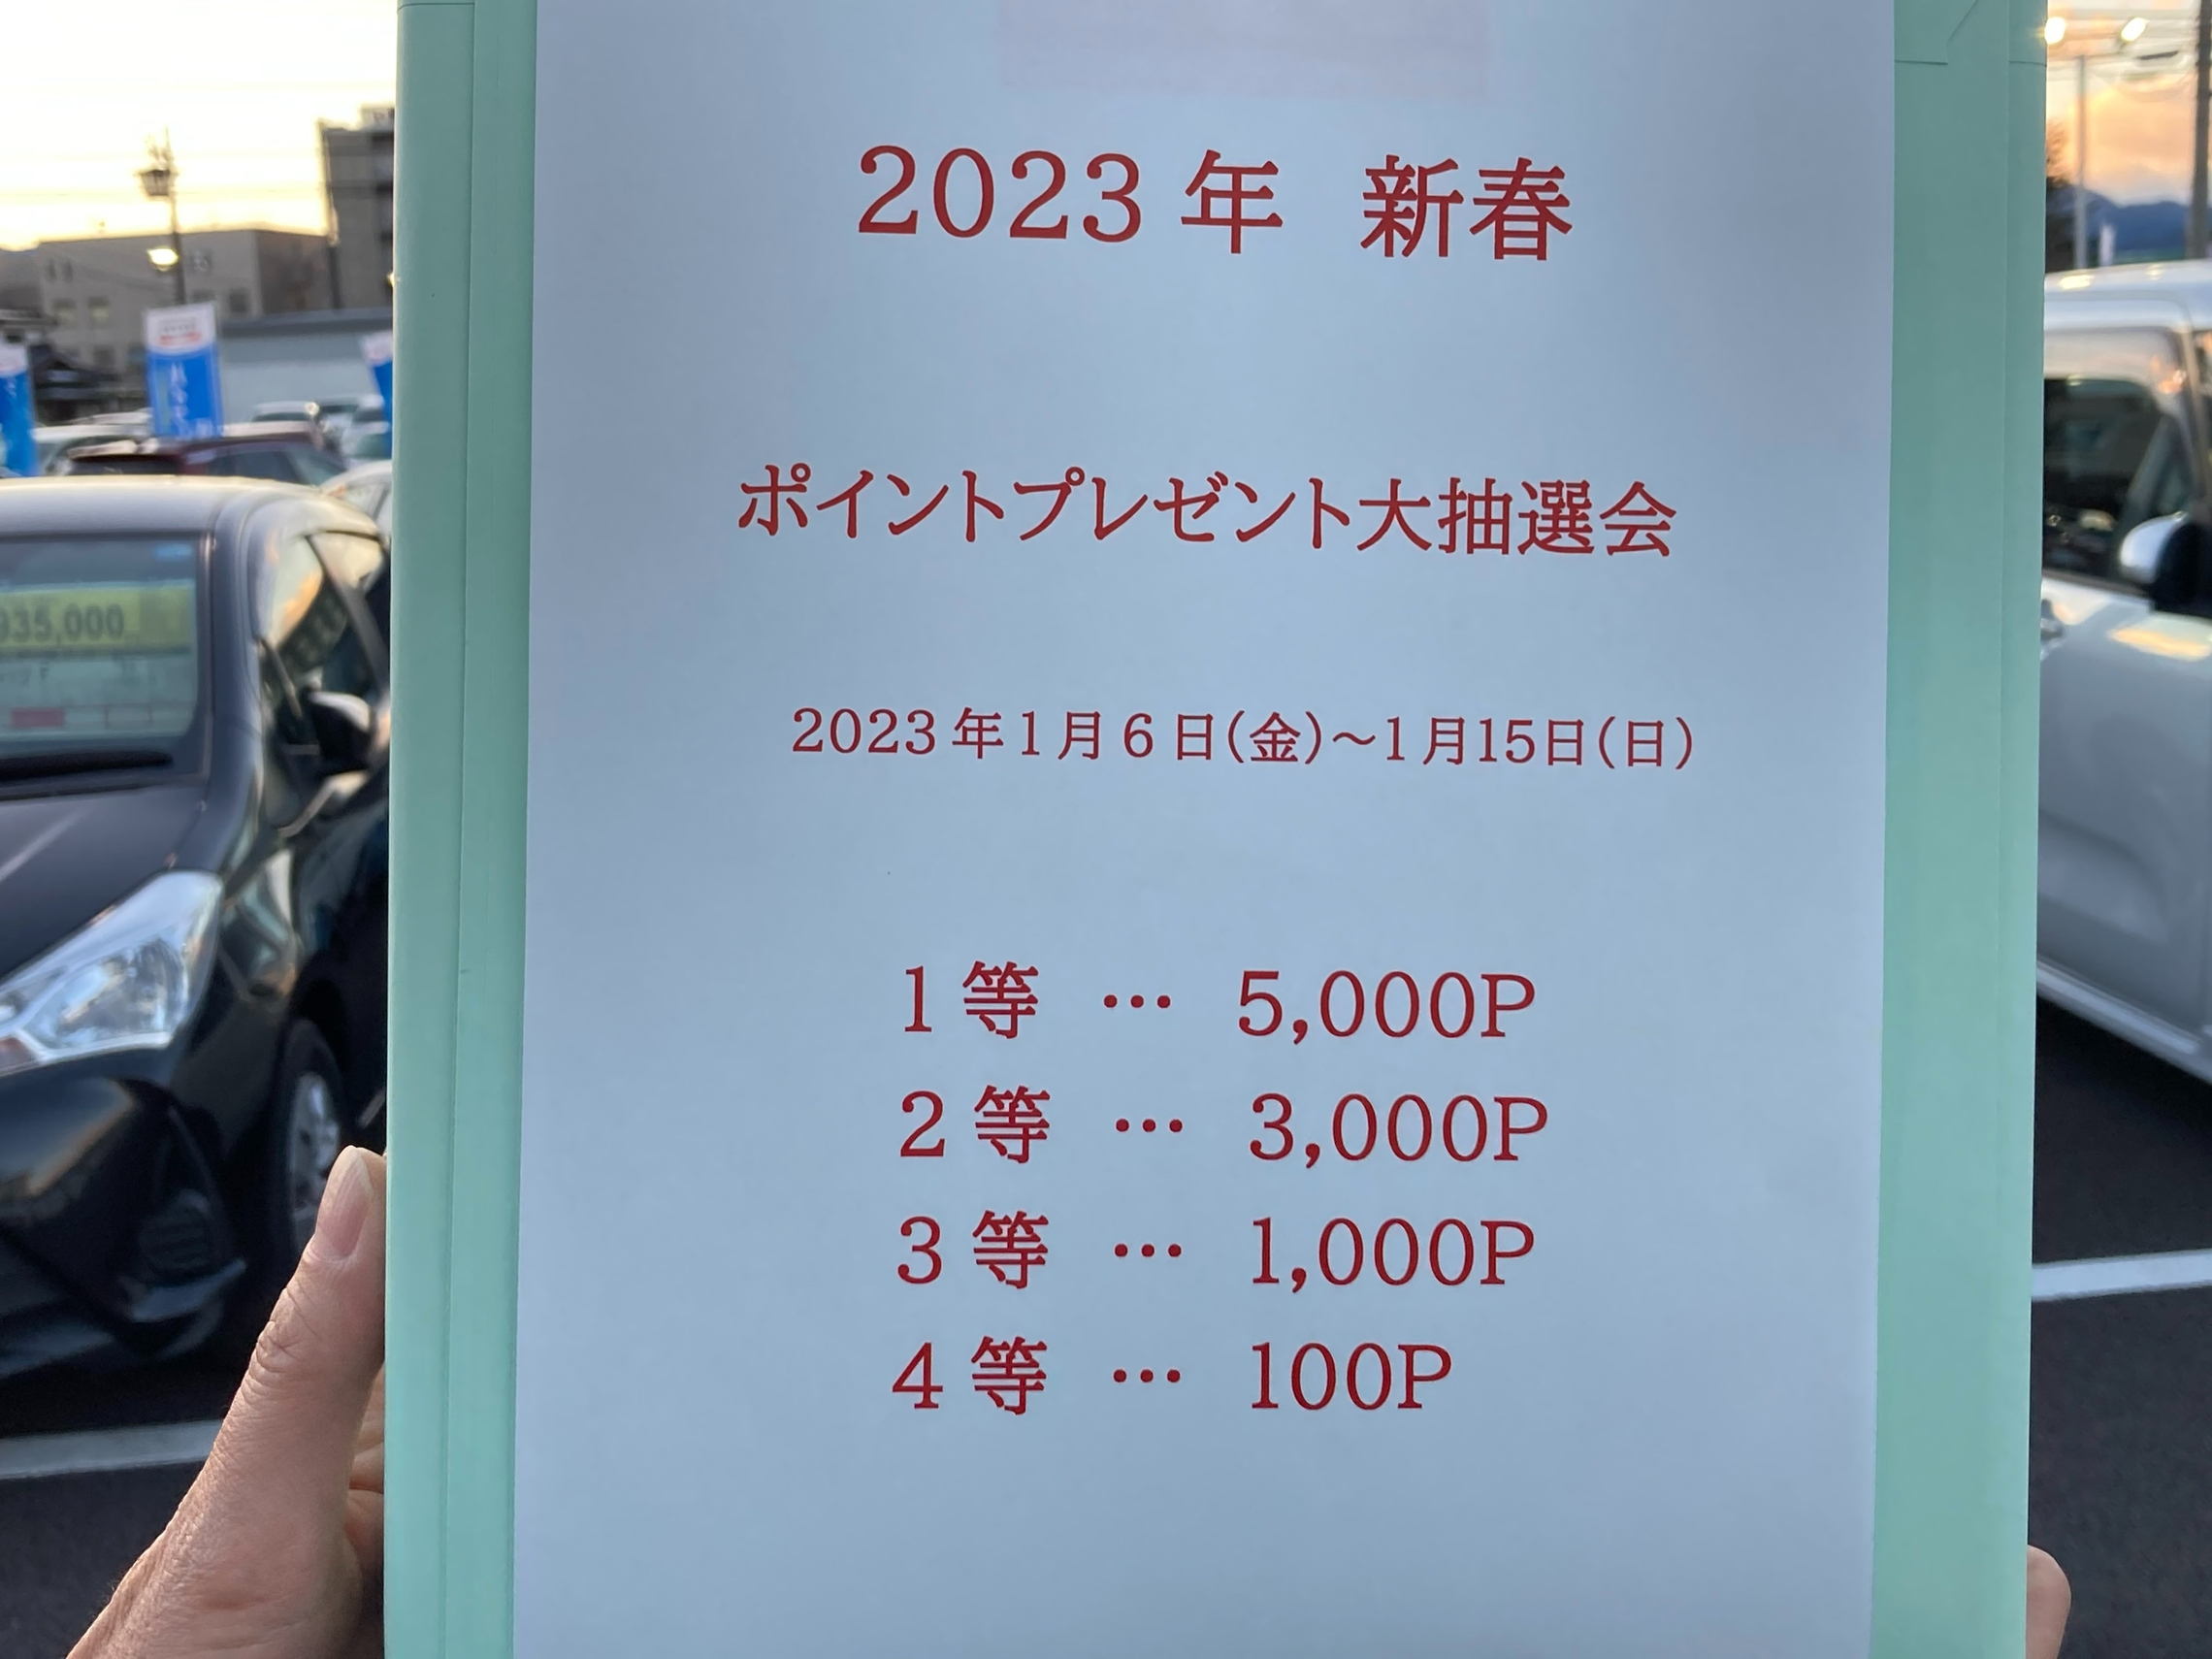 2023年 新春
ポイントプレゼント大抽選会
2023年1月6日(金)～1月15日(日)
1等 … 5,000P
2等 … 3,000P
3等 … 1,000P
4等 … 100P
935,000